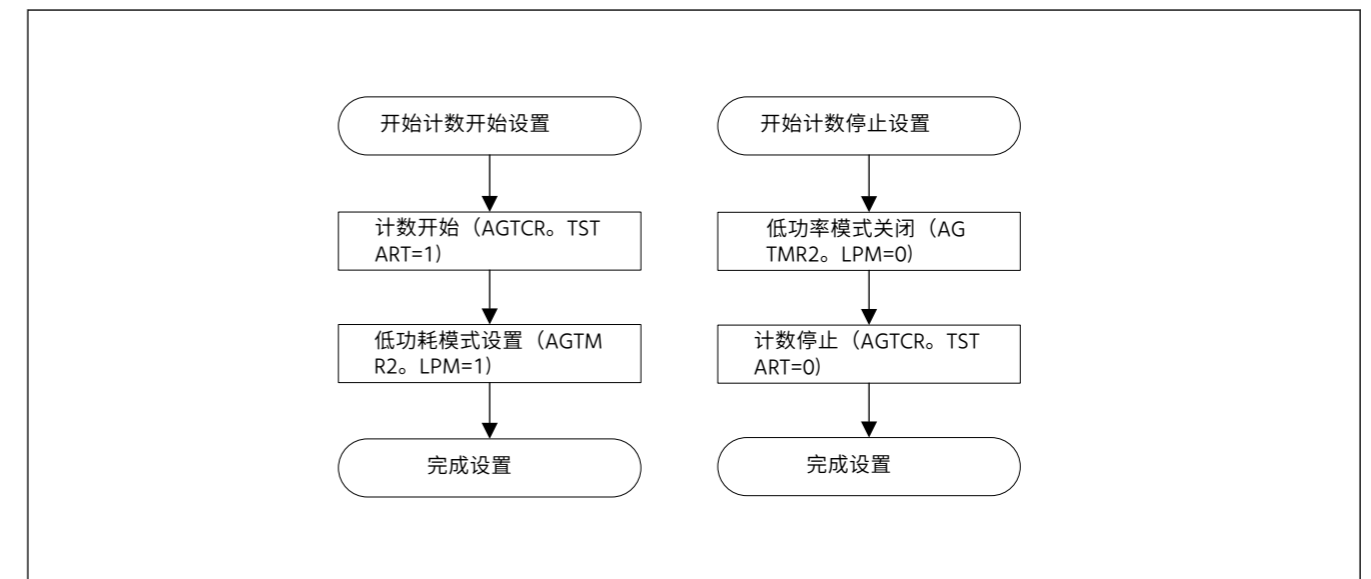 开始计数开始设置
计数开始（AGTCR。TST
ART=1)
低功耗模式设置（AGTM
R2。LPM=1)
完成设置
开始计数停止设置
低功率模式关闭（AG
TMR2。LPM=0)
计数停止（AGTCR。TST
ART=0)
完成设置